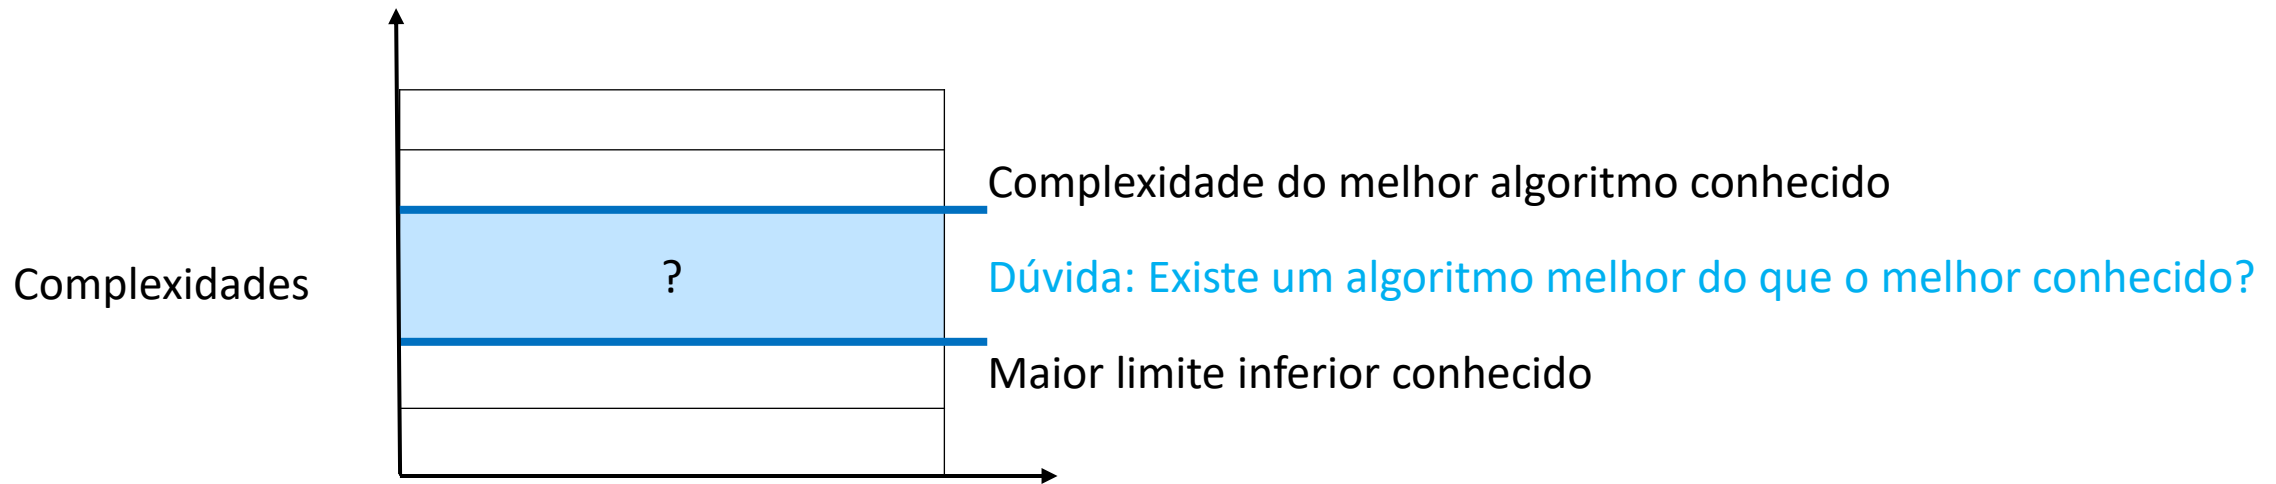 Complexidade do melhor algoritmo conhecido
Complexidades
?
Dúvida: Existe um algoritmo melhor do que o melhor conhecido?
Maior limite inferior conhecido